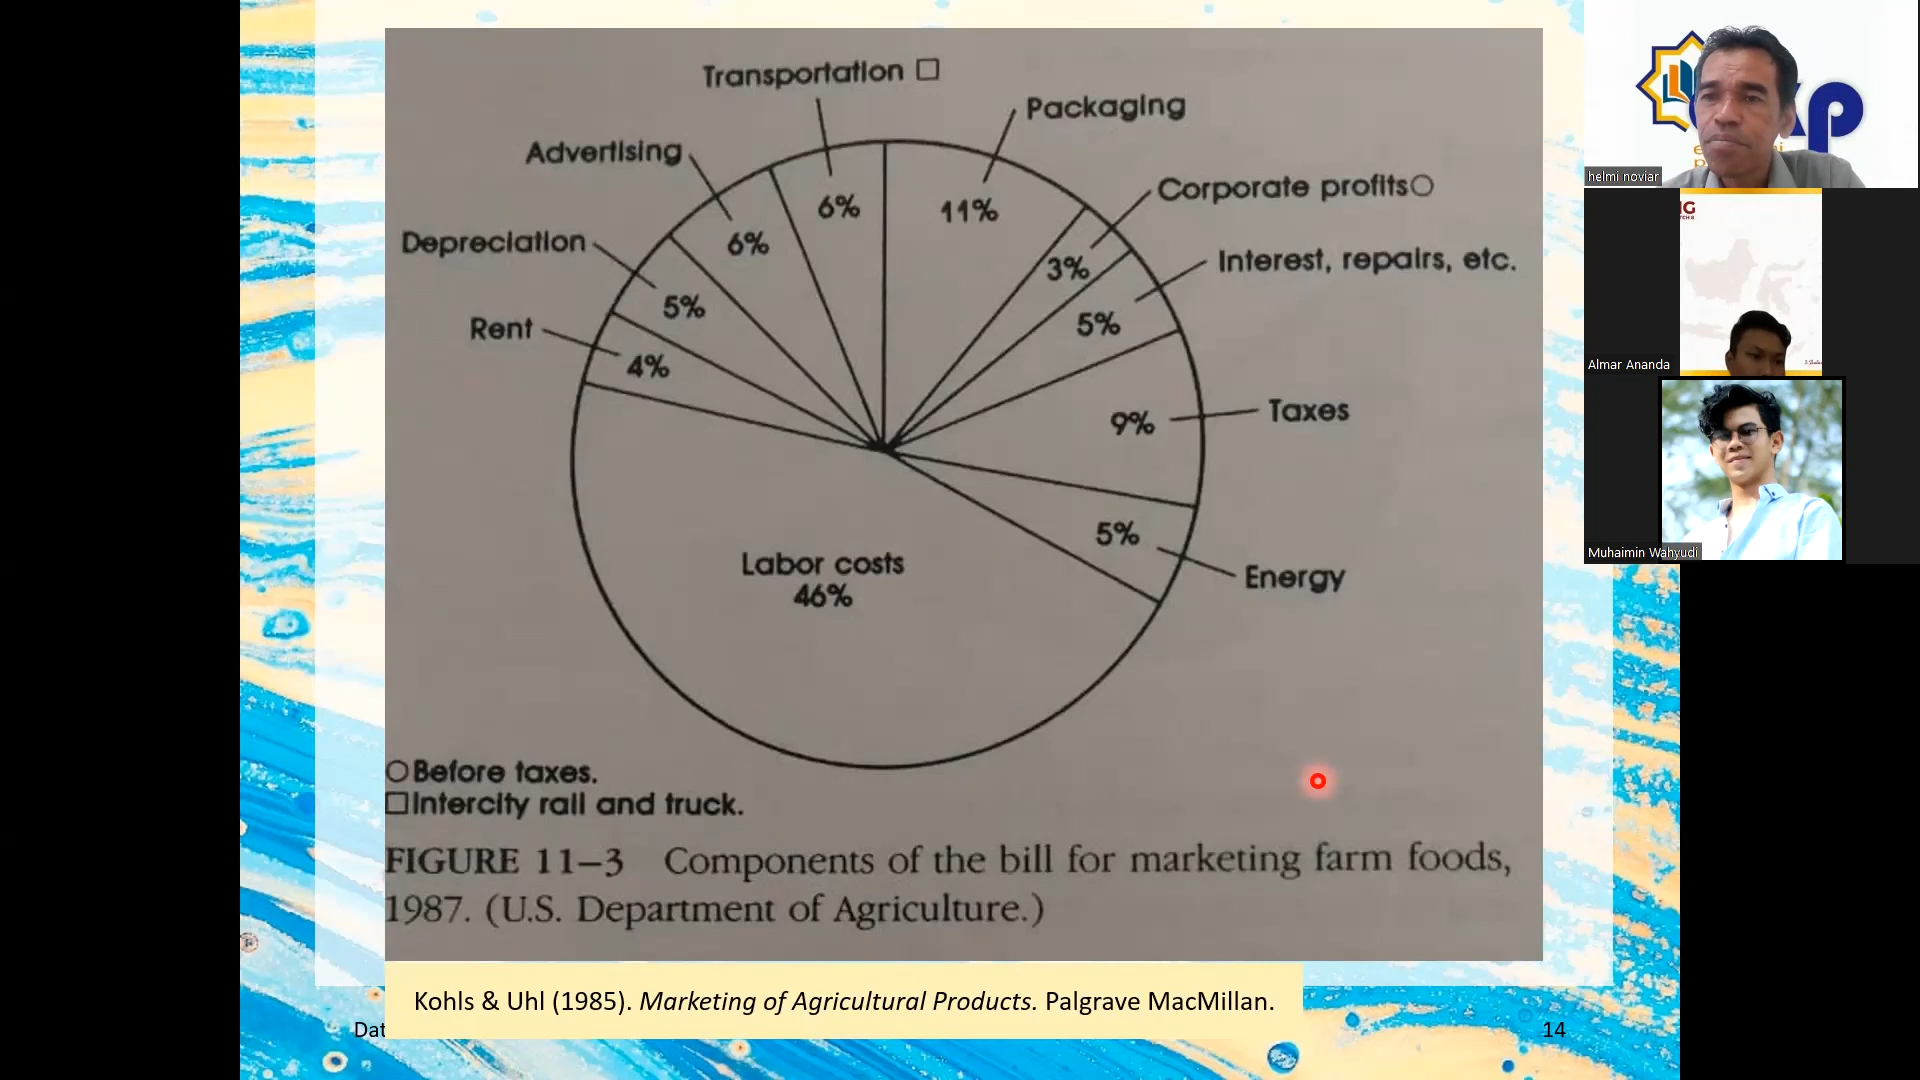 Transportation □
Packaging
Advertising
Corporate profits○
Depreciation
Interest, repairs, etc.
Rent
6%
11%
6%
3%
5%
5%
4%
9%
Taxes
5%
Energy
Labor costs
46%
○Before taxes.
□Intercity rail and truck.
FIGURE 11–3 Components of the bill for marketing farm foods,
1987. (U.S. Department of Agriculture.)
Kohls & Uhl (1985). Marketing of Agricultural Products. Palgrave MacMillan.
Dat
14
helmi noviar
Almar Ananda
Muhaimin Wahyudi